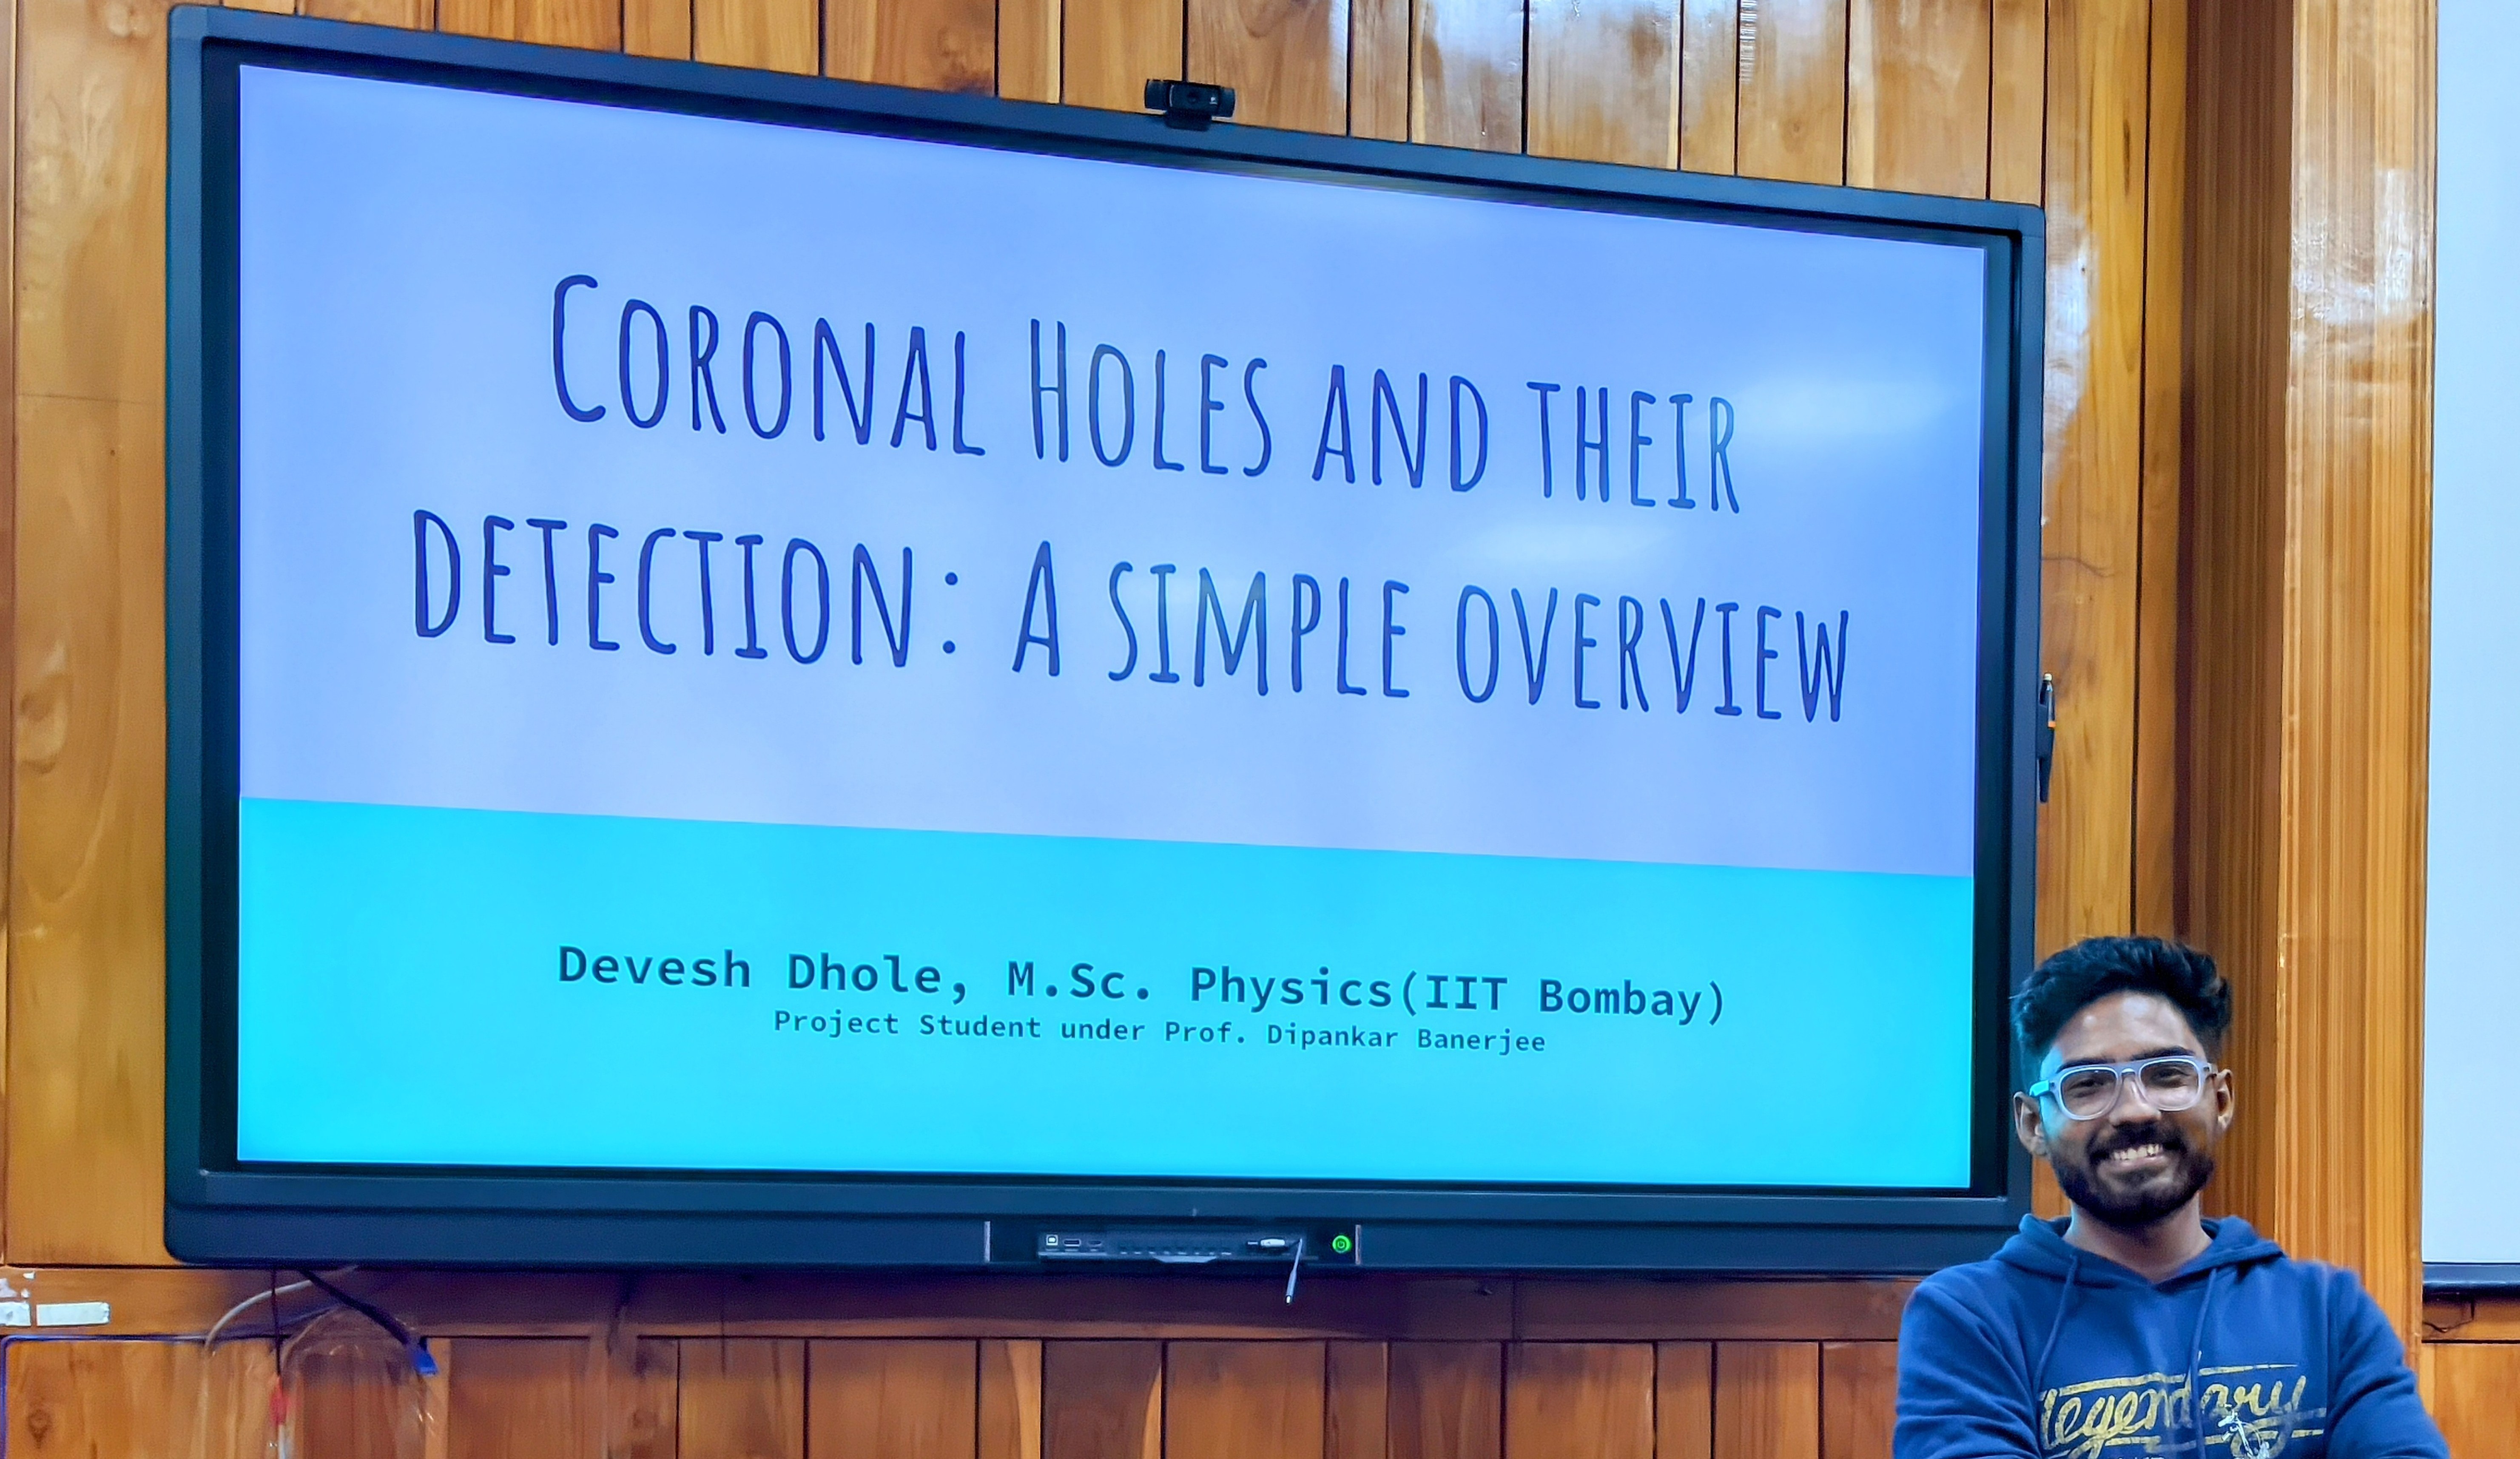 Coronal Holes and their
detection: A simple overview
Devesh Dhole, M.Sc. Physics(IIT Bombay)
Project Student under Prof. Dipankar Banerjee
legendary